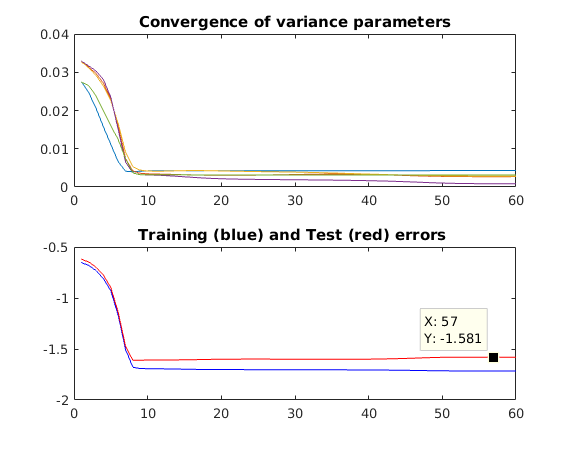 Convergence of variance parameters
0.04
0.03
0.02
0.01
0
0 10 20 30 40 50 60
Training (blue) and Test (red) errors
-0.5
-1
-1.5
-2
X: 57
Y: -1.581
0 10 20 30 40 50 60